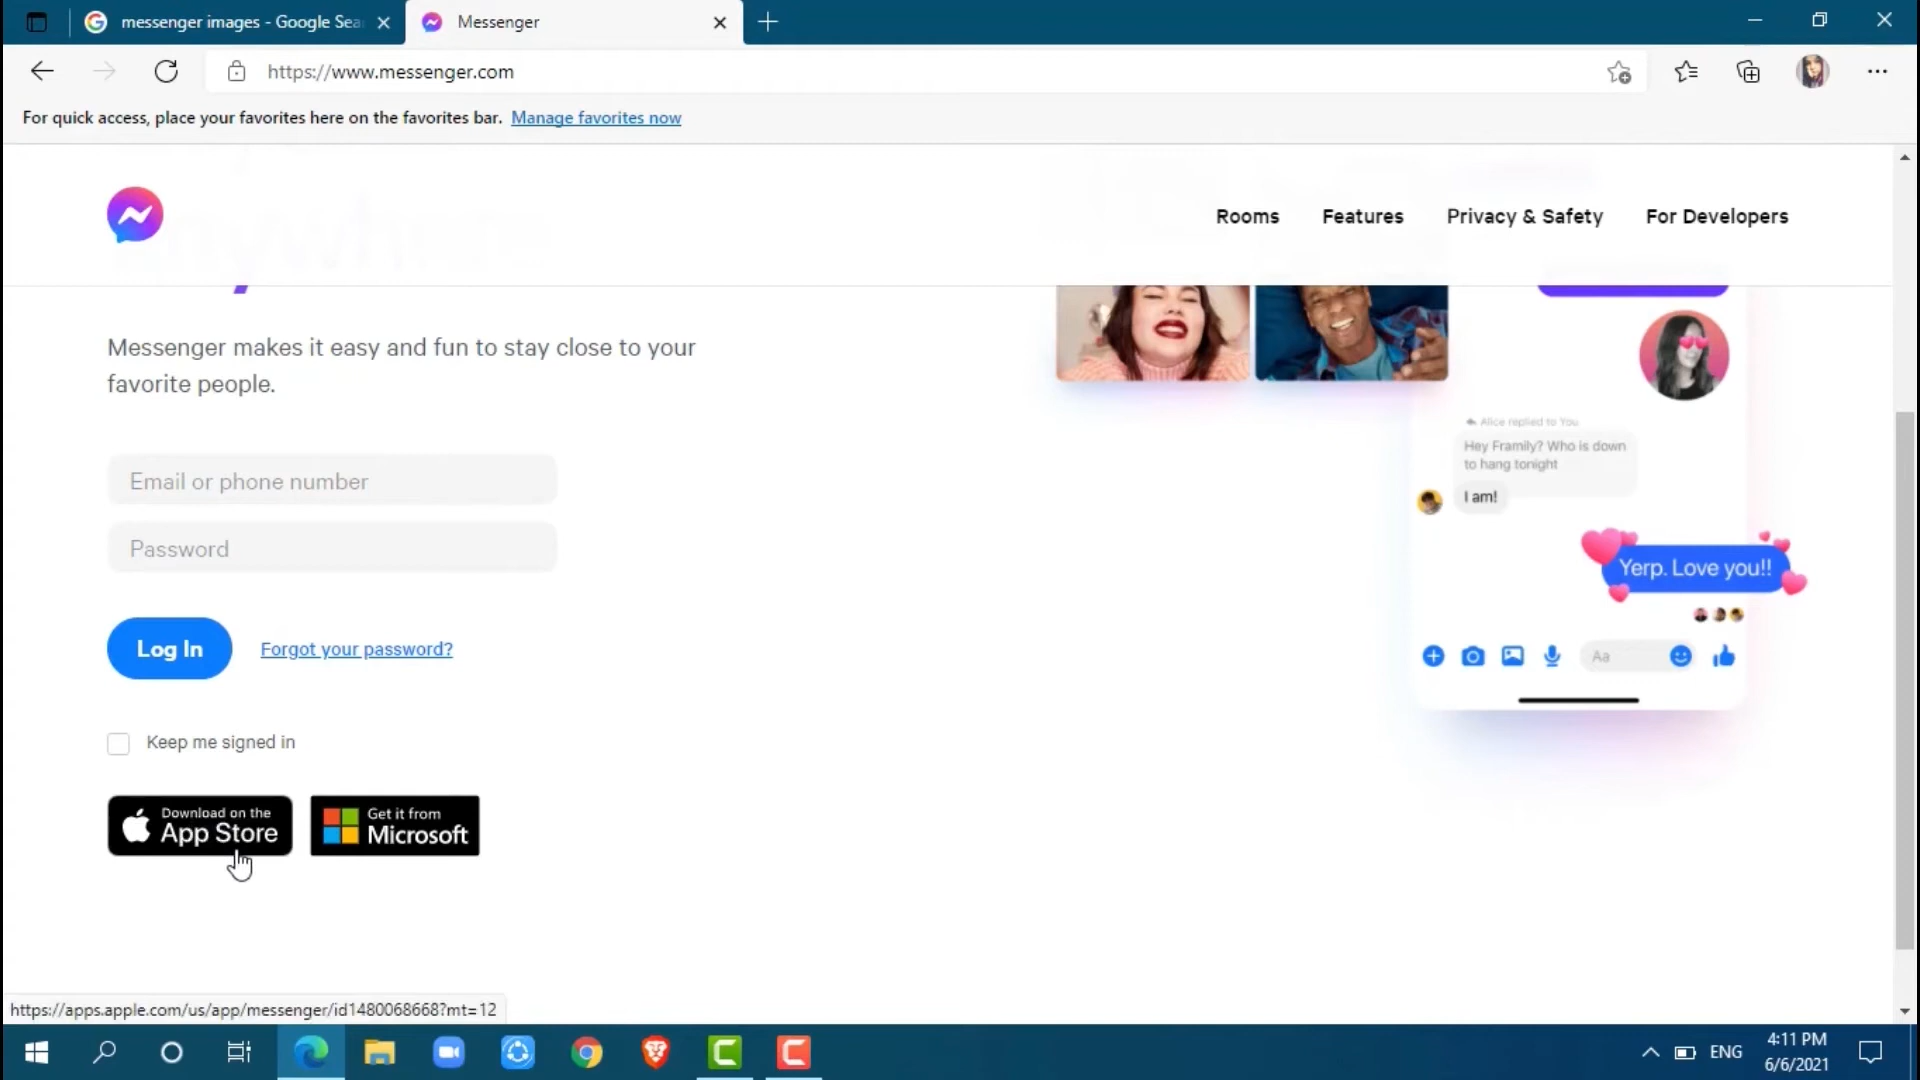 messenger images - Google Sea
Messenger
https://www.messenger.com
For quick access, place your favorites here on the favorites bar. Manage favorites now
Rooms Features Privacy & Safety For Developers
Messenger makes it easy and fun to stay close to your
favorite people.
Email or phone number
Password
Log In
Forgot your password?
Keep me signed in
Download on the
App Store
Get it from
Microsoft
Alice replied to You
Hey Framily? Who is down
to hang tonight
I am!
Yerp. Love you!!
Aa
https://apps.apple.com/us/app/messenger/id1480068668?mt=12
ENG
4:11 PM
6/6/2021